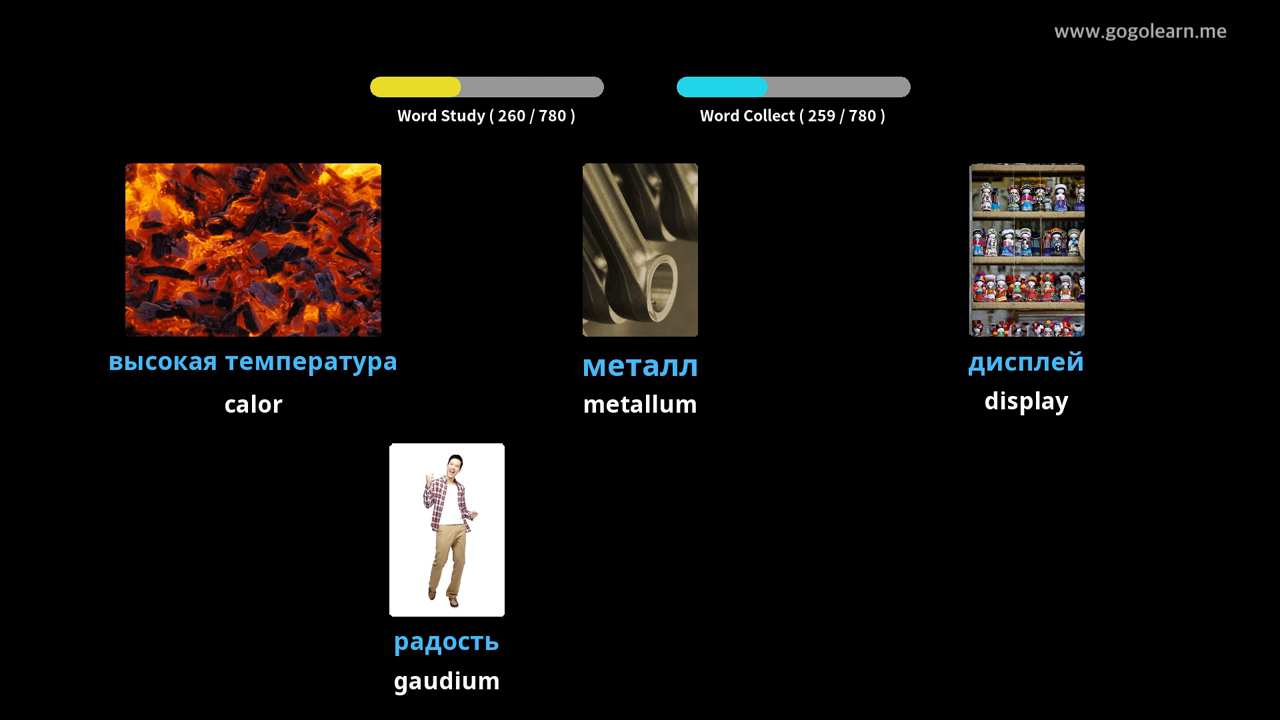 www.gogolearn.me
Word Study ( 260 / 780 )
Word Collect ( 259 / 780 )
высокая температура
calor
металл
metallum
дисплей
display
радость
gaudium